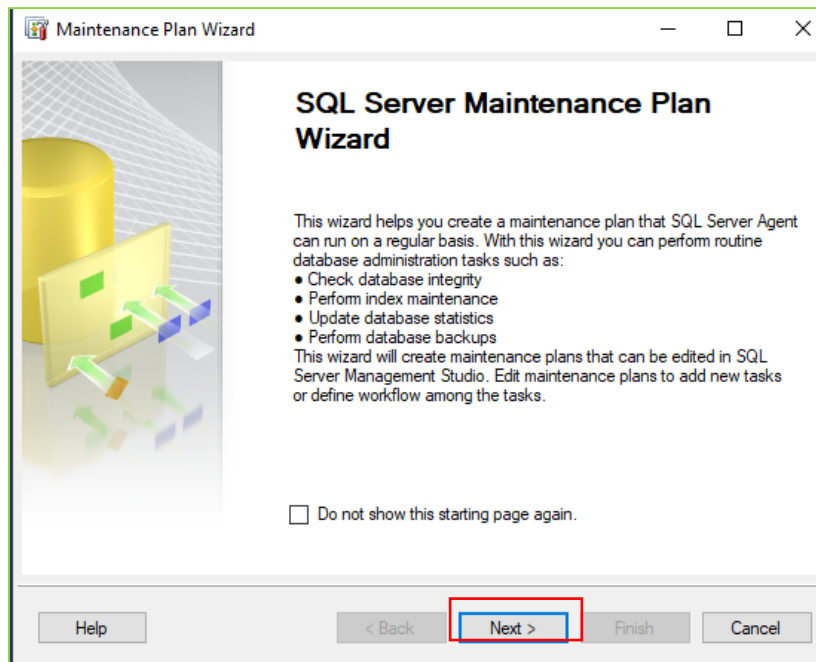 Maintenance Plan Wizard
SQL Server Maintenance Plan
Wizard
This wizard helps you create a maintenance plan that SQL Server Agent
can run on a regular basis. With this wizard you can perform routine
database administration tasks such as:
● Check database integrity
● Perform index maintenance
● Update database statistics
● Perform database backups
This wizard will create maintenance plans that can be edited in SQL
Server Management Studio. Edit maintenance plans to add new tasks
or define workflow among the tasks.
Do not show this starting page again.
Help < Back Next > Finish Cancel